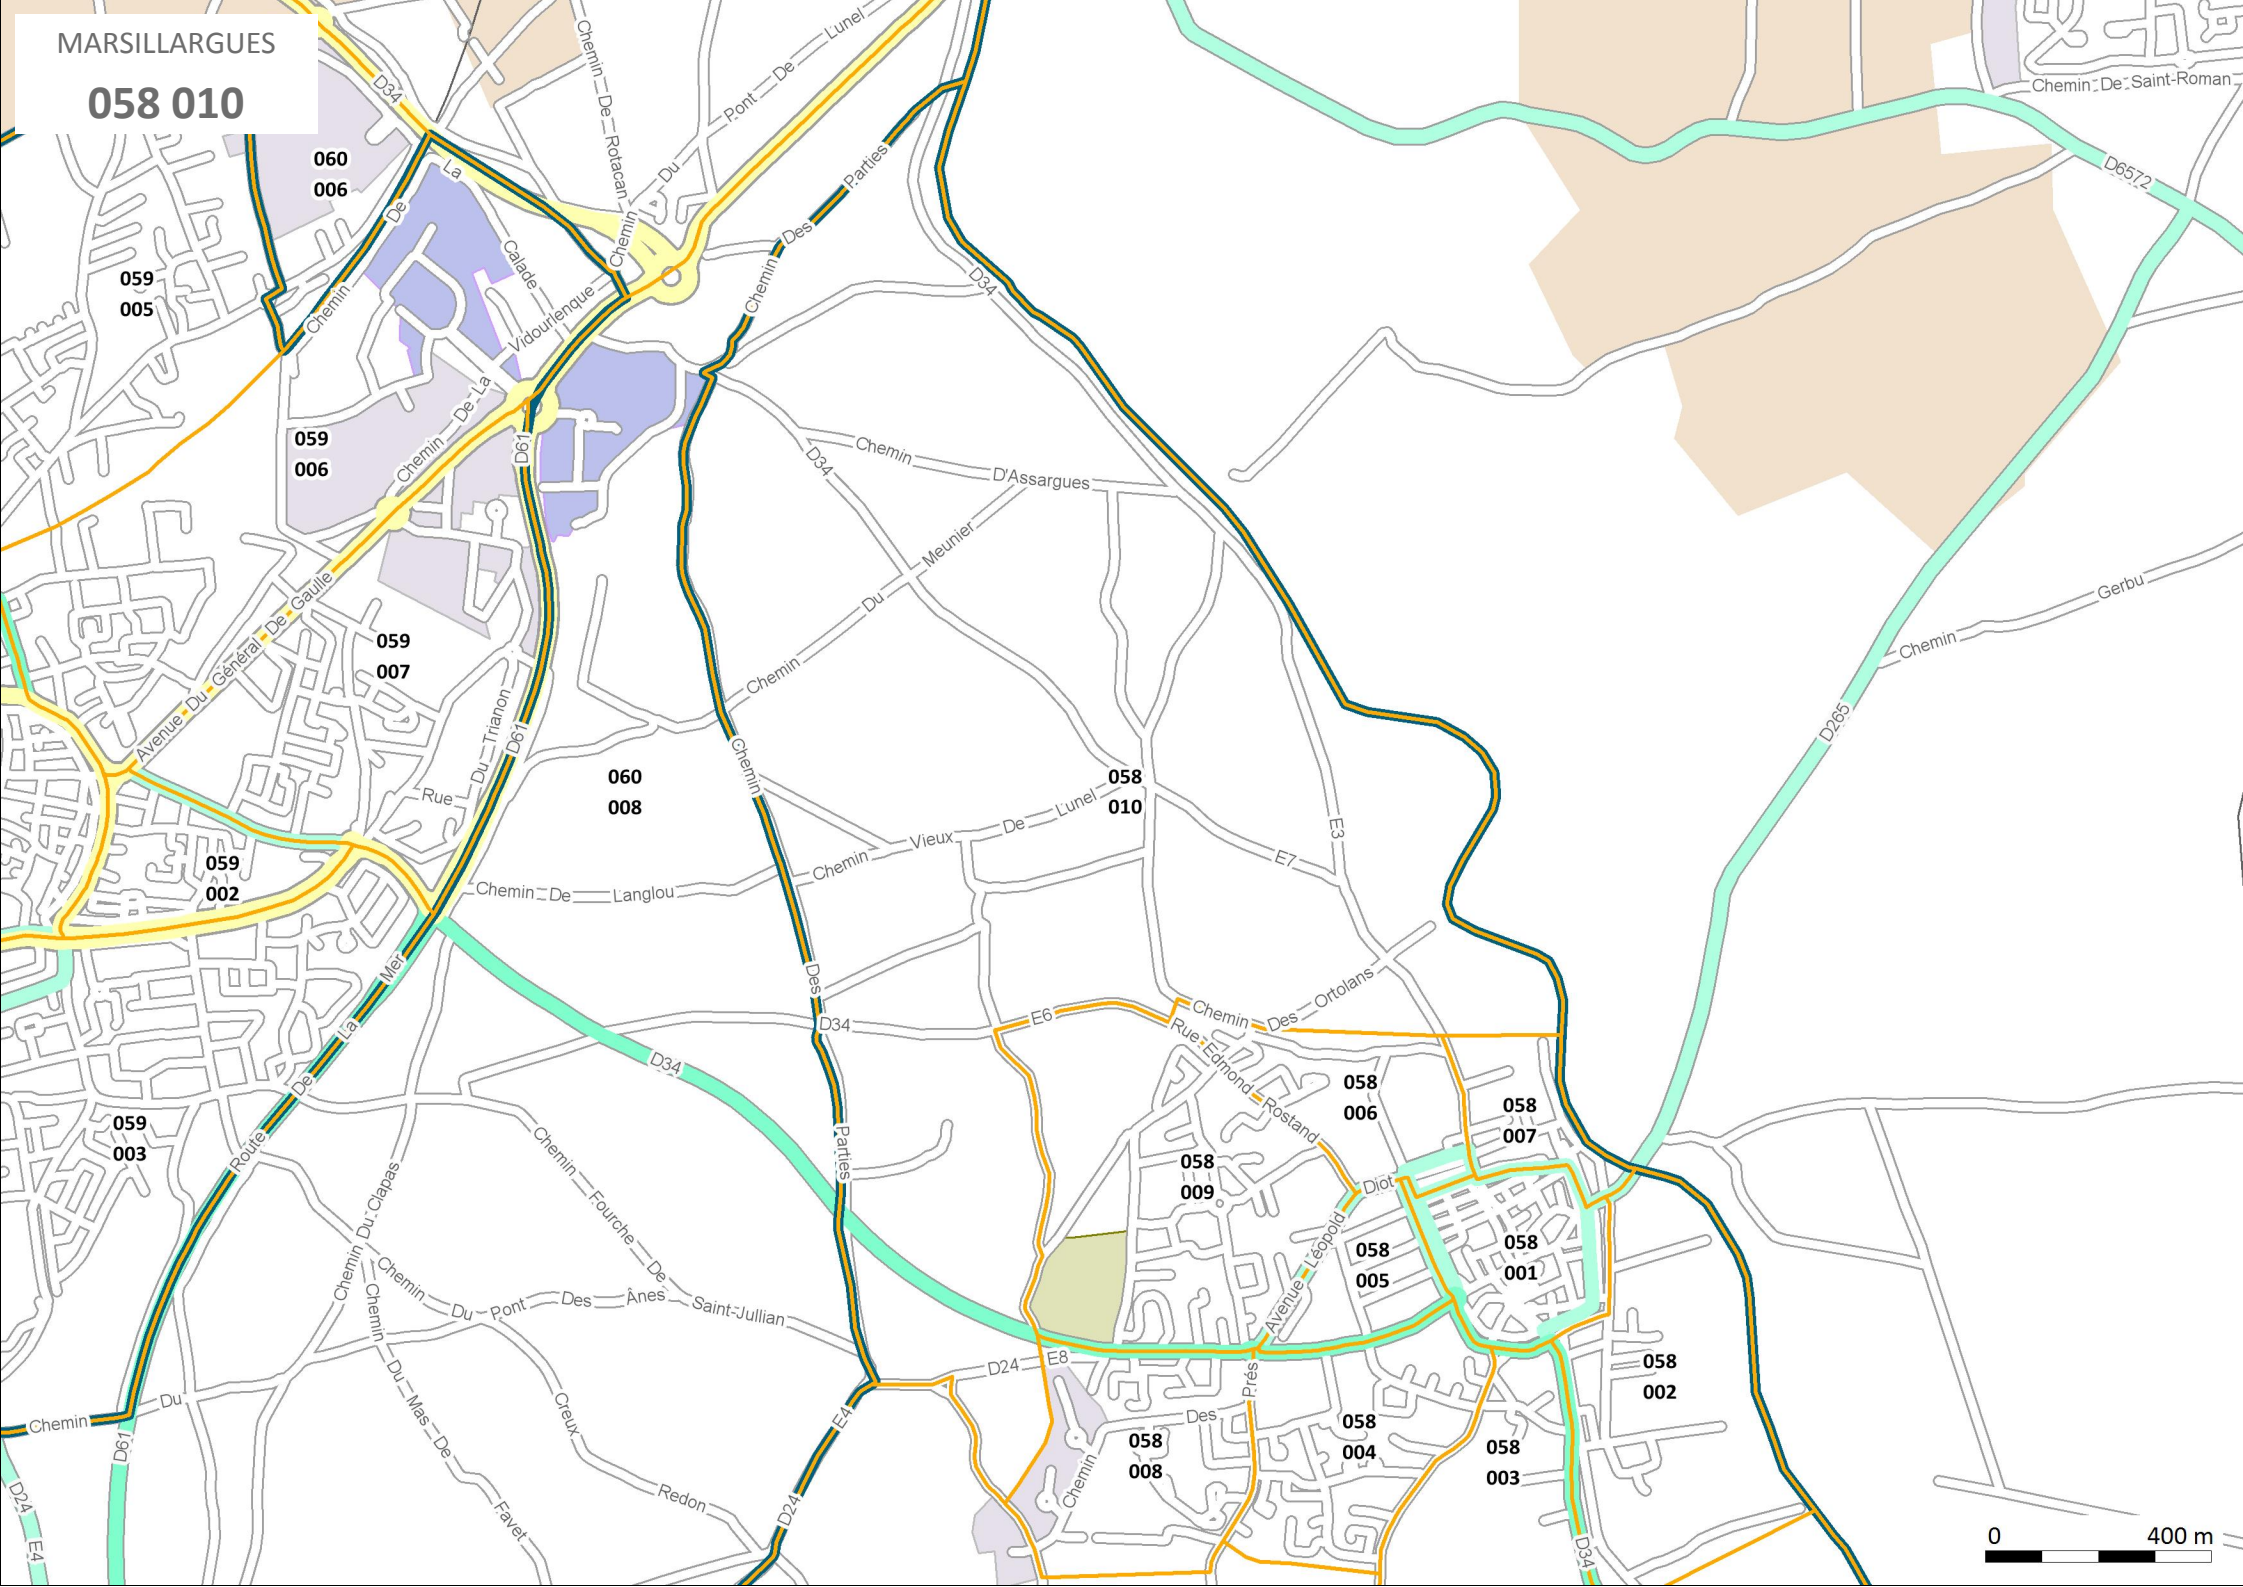 MARSILLARGUES
058 010
D34
La
Chemin De Rotacan
Du Pont De Lunel
Chemin
Chemin De Saint-Roman
D6572
060
006
De
Chemin
Calade
Vidourlenque
Chemin De La
Chemin Des Parties
D34
059
005
059
006
D61
D34
Chemin D'Assargues
Chemin Du Meunier
Chemin Gerbu
D265
Avenue Du Général De Gaulle
059
007
Rue Du Trianon
D61
060
008
Chemin
058
010
Chemin Vieux De Lunel
E3
E7
059
002
Chemin De Langlou
Des
D34
E6
Chemin Des Ortolans
Rue Edmond Rostand
Route De La Mer
D34
Parties
058
006
058
007
059
003
058
009
Diot
Avenue Léopold
058
005
058
001
Chemin Du Clapas
Chemin Fourche De Saint-Jullian
Chemin Du Pont Des Ânes
Chemin Du Mas De Favet
Creux Redon
D24
E8
Prés
Des
Chemin
058
002
058
004
058
003
058
008
Chemin Du
D61
D24
E4
E4
D24
D34
0 400 m